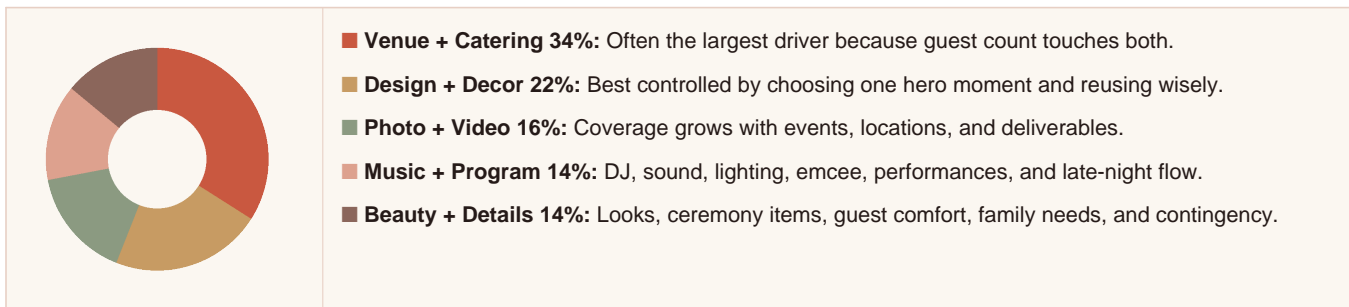 Venue + Catering 34%: Often the largest driver because guest count touches both.
Design + Decor 22%: Best controlled by choosing one hero moment and reusing wisely.
Photo + Video 16%: Coverage grows with events, locations, and deliverables.
Music + Program 14%: DJ, sound, lighting, emcee, performances, and late-night flow.
Beauty + Details 14%: Looks, ceremony items, guest comfort, family needs, and contingency.